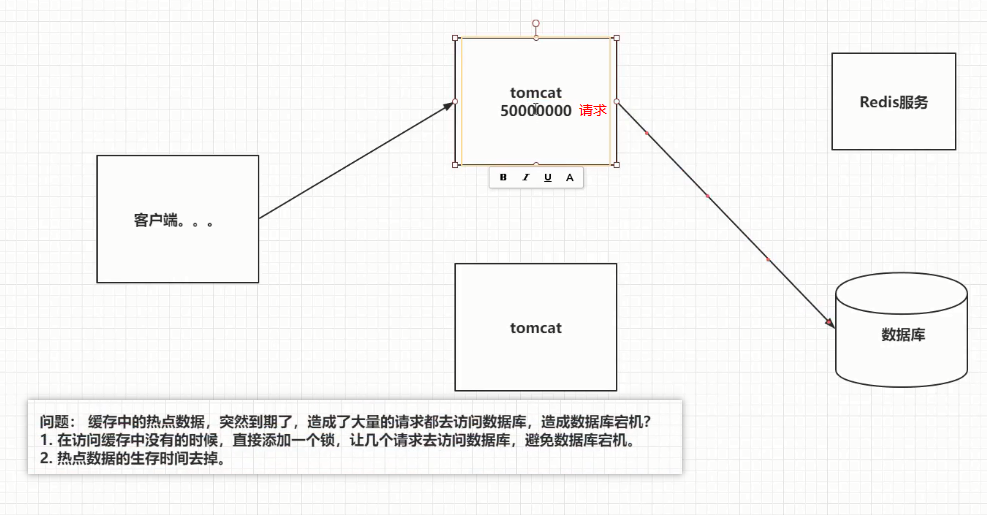 tomcat
50000000 请求
Redis服务
客户端。。。
tomcat
数据库
B I U A
问题： 缓存中的热点数据，突然到期了，造成了大量的请求都去访问数据库，造成数据库宕机？
1. 在访问缓存中没有的时候，直接添加一个锁，让几个请求去访问数据库，避免数据库宕机。
2. 热点数据的生存时间去掉。